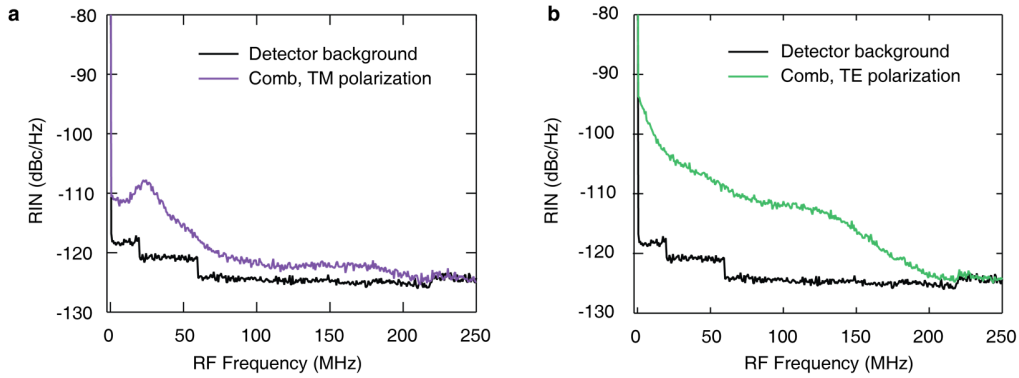 a
-80
-90
-100
-110
-120
-130
RIN (dBc/Hz)
Detector background
Comb, TM polarization
0
50
100
150
200
250
RF Frequency (MHz)
b
-80
-90
-100
-110
-120
-130
RIN (dBc/Hz)
Detector background
Comb, TE polarization
0
50
100
150
200
250
RF Frequency (MHz)